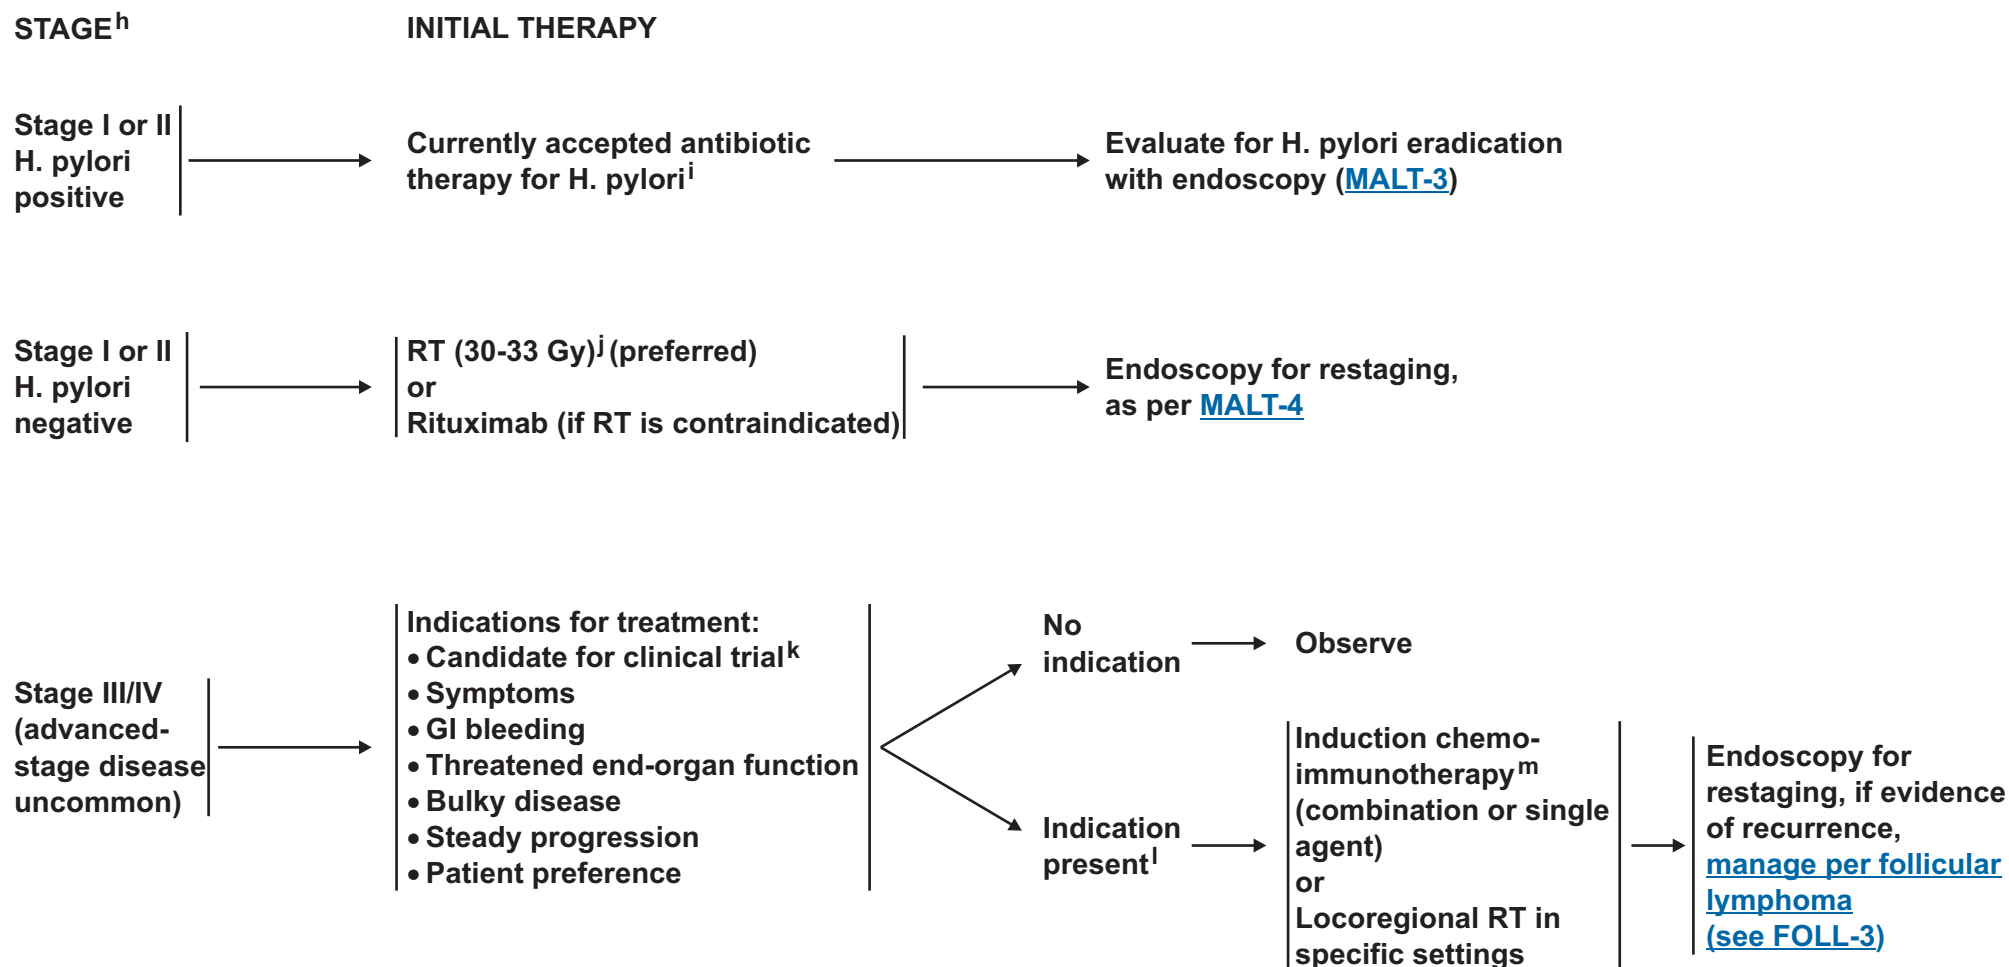 STAGEh
INITIAL THERAPY
Stage I or II
H. pylori
positive
Currently accepted antibiotic
therapy for H. pylorii
Evaluate for H. pylori eradication
with endoscopy (MALT-3)
Stage I or II
H. pylori
negative
RT (30-33 Gy)j (preferred)
or
Rituximab (if RT is contraindicated)
Endoscopy for restaging,
as per MALT-4
Stage III/IV
(advanced-
stage disease
uncommon)
Indications for treatment:
• Candidate for clinical trialk
• Symptoms
• GI bleeding
• Threatened end-organ function
• Bulky disease
• Steady progression
• Patient preference
No
indication
Observe
Indication
presentl
Induction chemo-
immunotherapym
(combination or single
agent)
or
Locoregional RT in
specific settings
Endoscopy for
restaging, if evidence
of recurrence,
manage per follicular
lymphoma
(see FOLL-3)